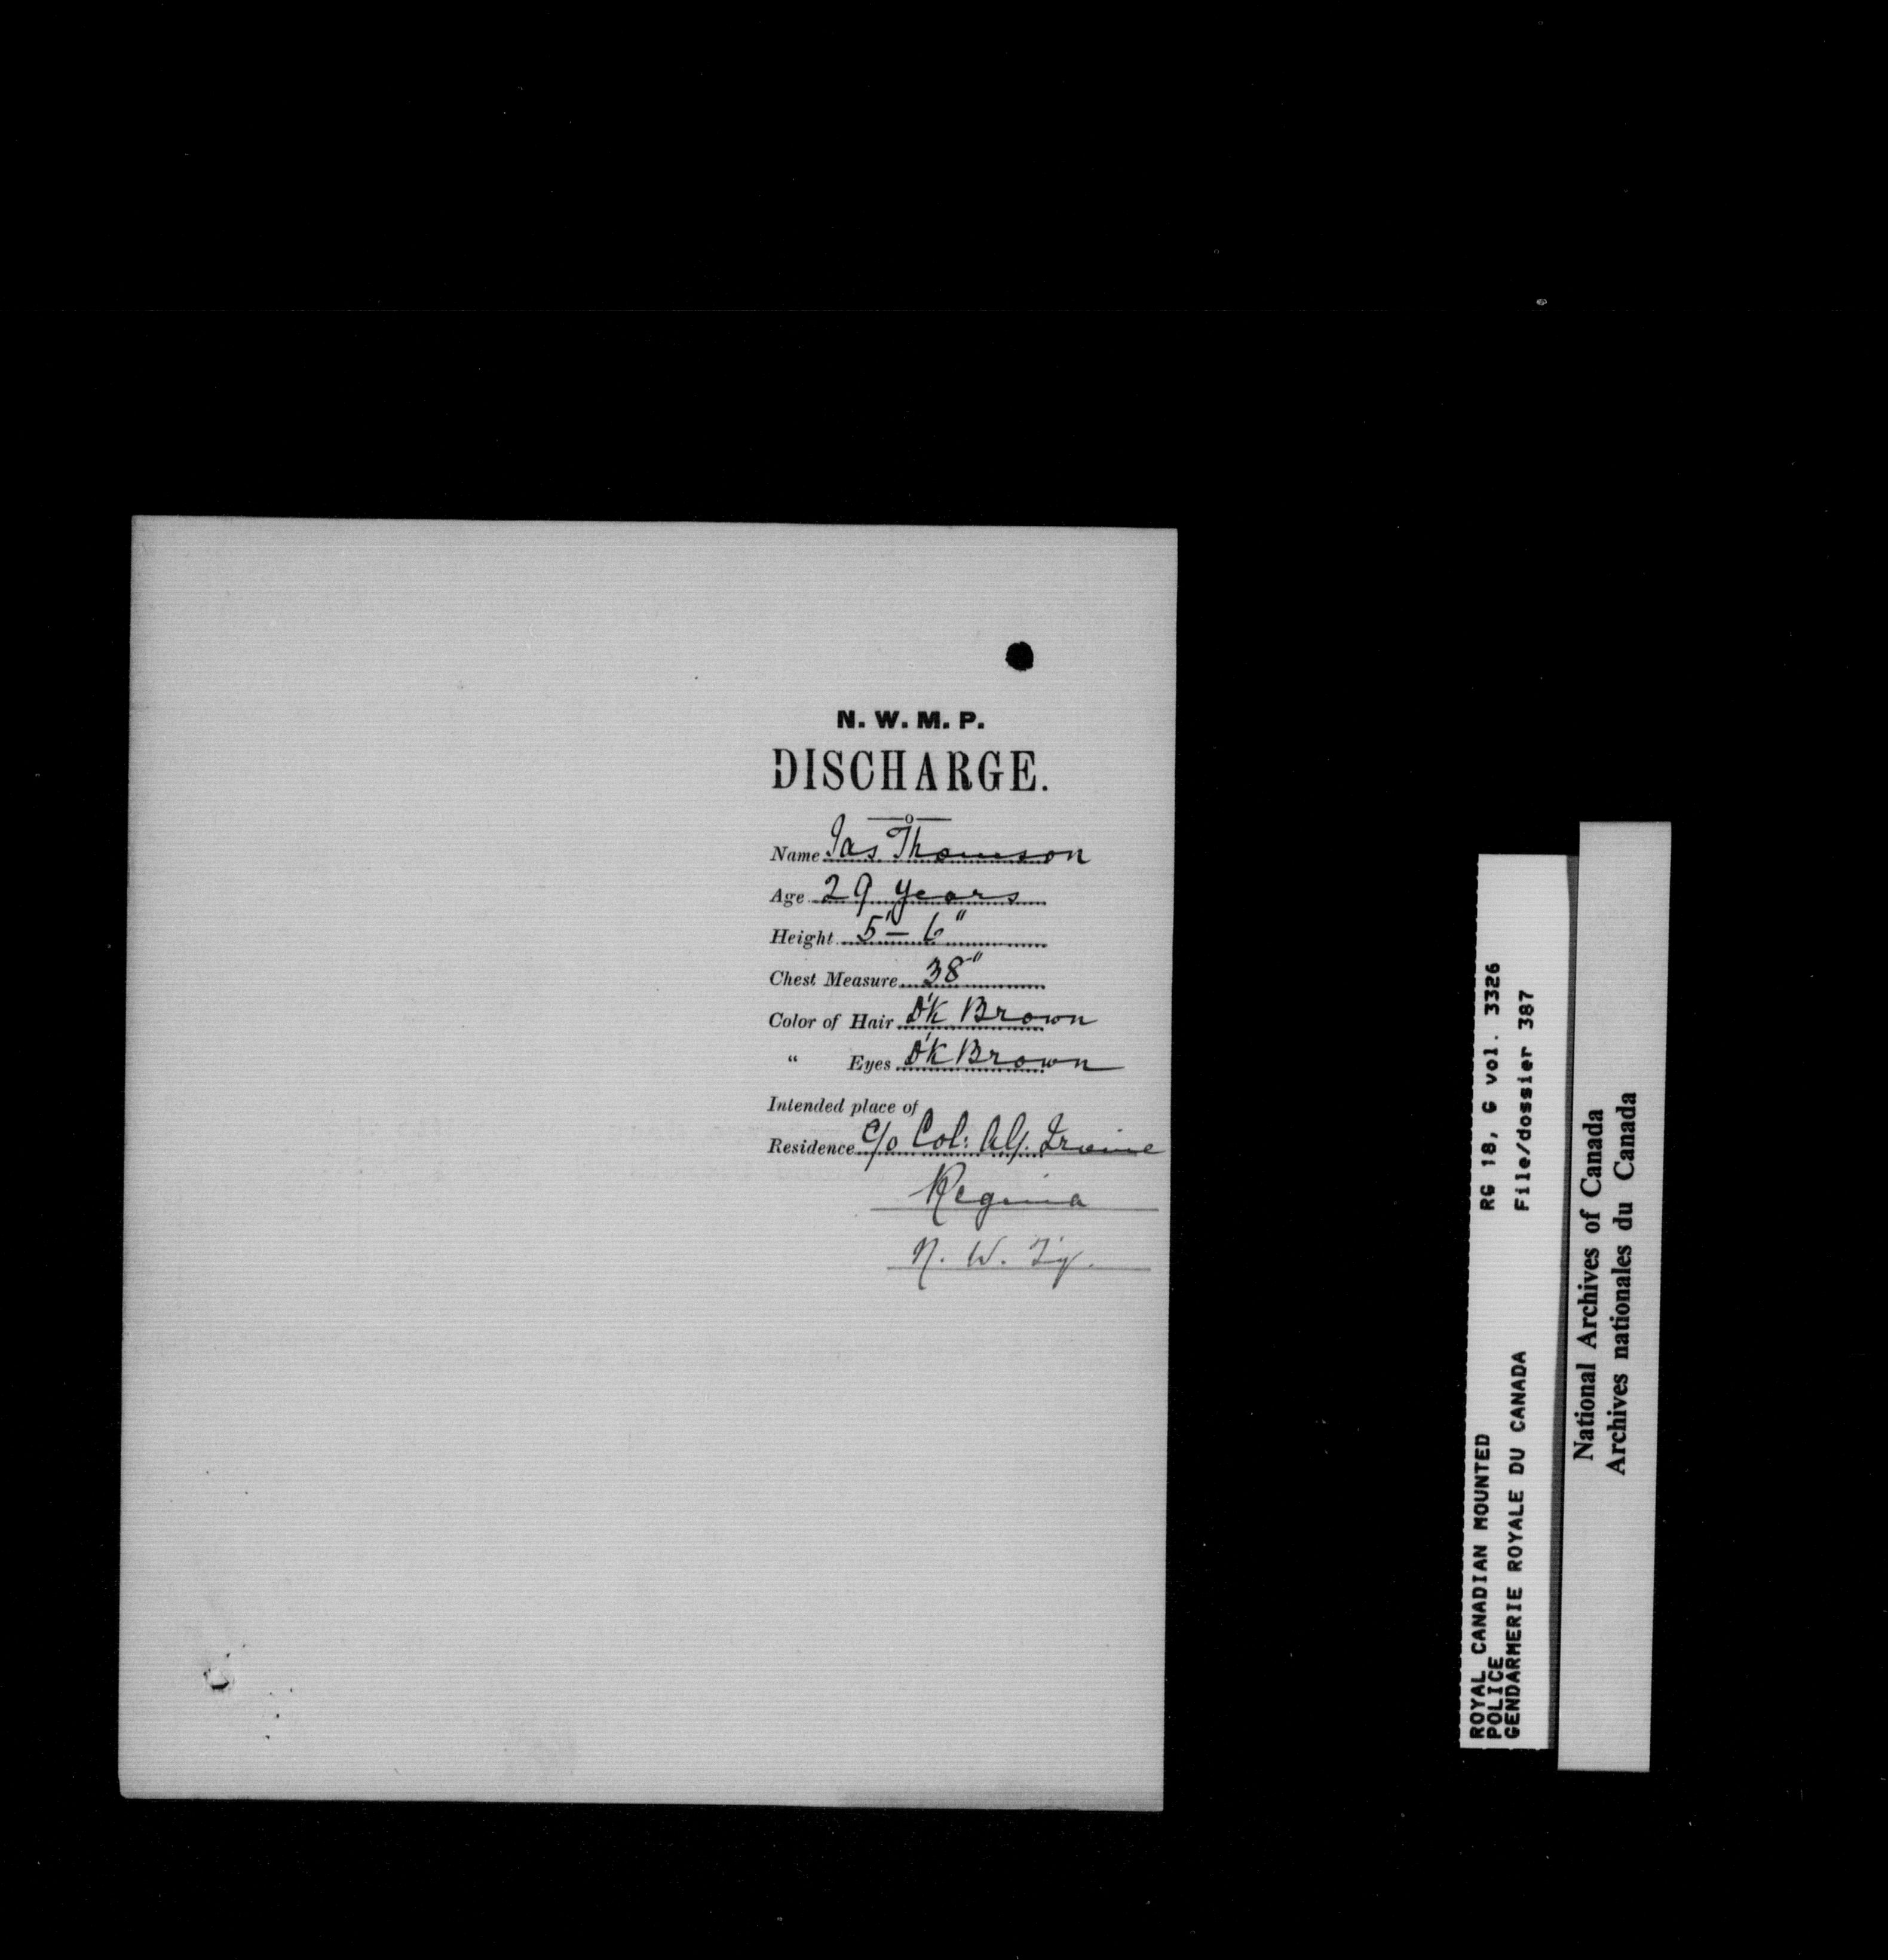 N. W. M. P.
DISCHARGE.
Name Jas. Thomson
Age 29 years
Height 5' – 6"
Chest Measure 38"
Color of Hair D'k Brown
" Eyes D'k Brown
Intended place of
Residence c/o Col: A.G. Irvine
Regina
N. W. Ty.
ROYAL CANADIAN MOUNTED RG 18, G vol. 3326
POLICE
GENDARMERIE ROYALE DU CANADA File/dossier 387
National Archives of Canada
Archives nationales du Canada